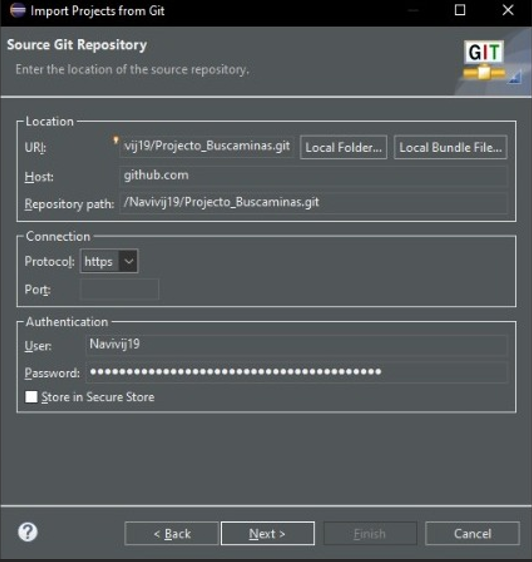 Import Projects from Git
Source Git Repository
Enter the location of the source repository.
GIT
Location
URI: vij19/Projecto_Buscaminas.git Local Folder... Local Bundle File...
Host: github.com
Repository path: /Navivij19/Projecto_Buscaminas.git
Connection
Protocol: https
Port:
Authentication
User: Navivij19
Password: ●●●●●●●●●●●●●●●●●●●●●●●●●●●●●●●●●●●●●●●●
Store in Secure Store
< Back Next > Finish Cancel